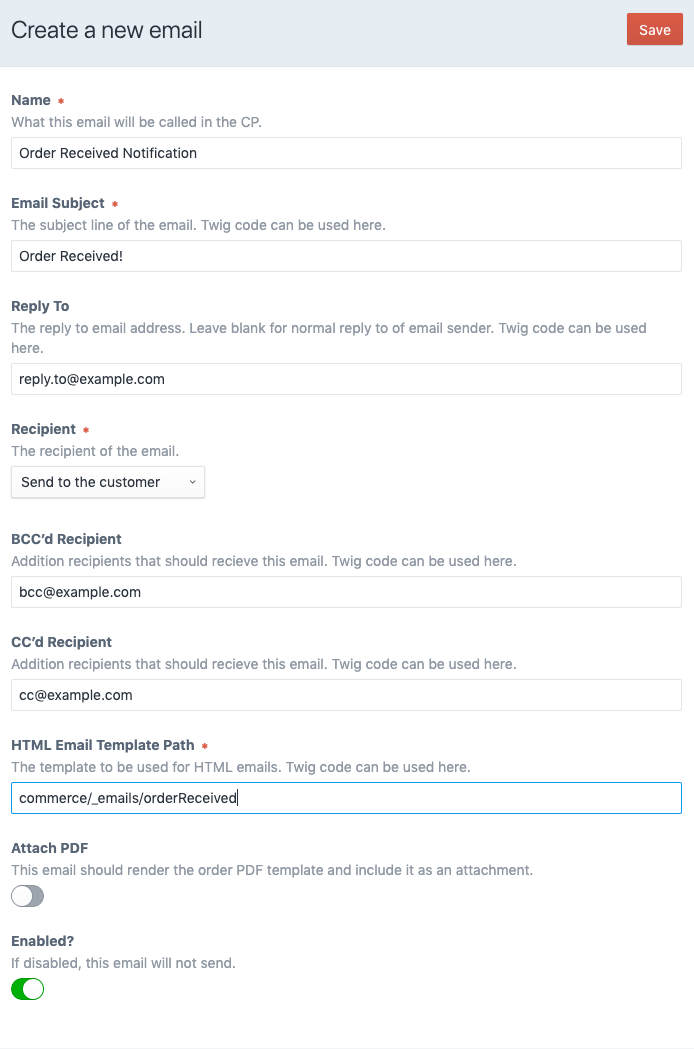 Create a new email
Save
Name *
What this email will be called in the CP.
Order Received Notification
Email Subject *
The subject line of the email. Twig code can be used here.
Order Received!
Reply To
The reply to email address. Leave blank for normal reply to of email sender. Twig code can be used
here.
reply.to@example.com
Recipient *
The recipient of the email.
Send to the customer
BCC’d Recipient
Addition recipients that should recieve this email. Twig code can be used here.
bcc@example.com
CC’d Recipient
Addition recipients that should recieve this email. Twig code can be used here.
cc@example.com
HTML Email Template Path *
The template to be used for HTML emails. Twig code can be used here.
commerce/_emails/orderReceived
Attach PDF
This email should render the order PDF template and include it as an attachment.
Enabled?
If disabled, this email will not send.